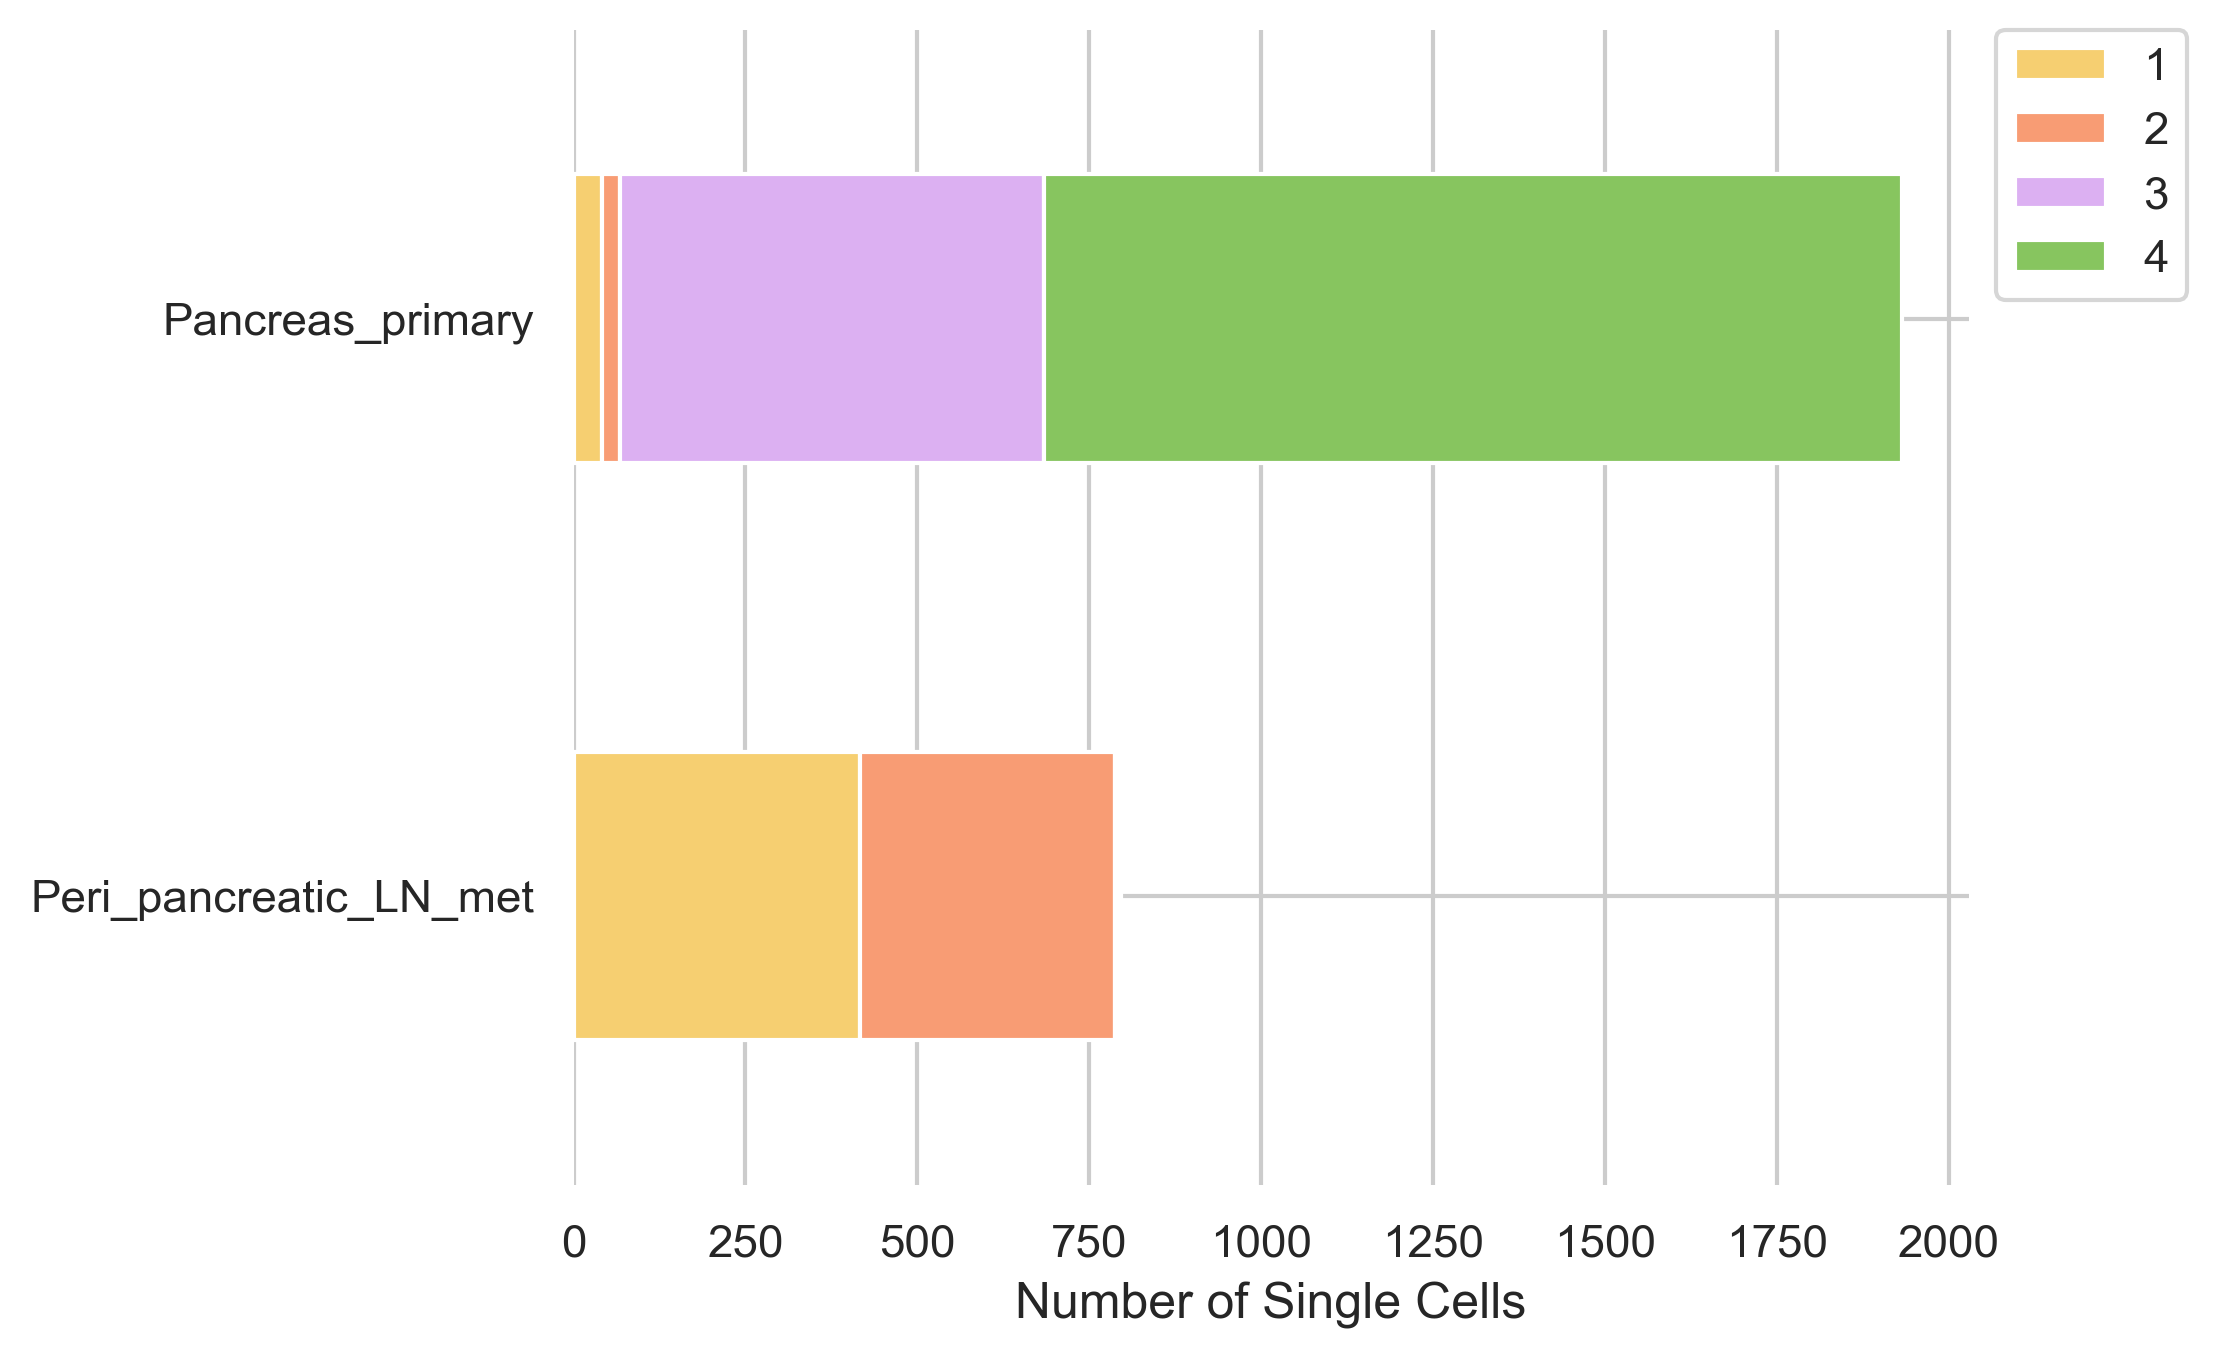 1
2
3
4
Pancreas_primary
Peri_pancreatic_LN_met
0 250 500 750 1000 1250 1500 1750 2000
Number of Single Cells